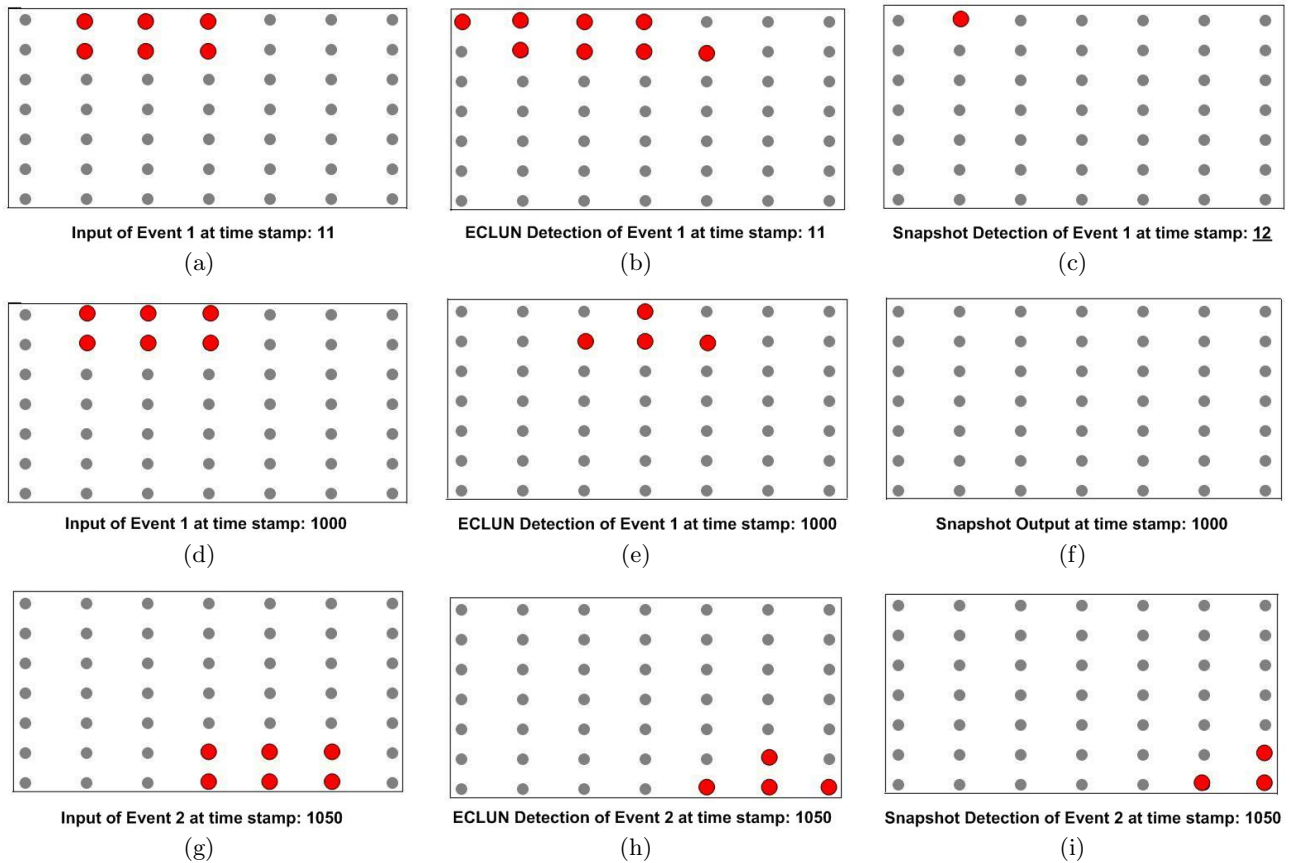 Input of Event 1 at time stamp: 11
ECLUN Detection of Event 1 at time stamp: 11
Snapshot Detection of Event 1 at time stamp: 12
(a)
(b)
(c)
Input of Event 1 at time stamp: 1000
ECLUN Detection of Event 1 at time stamp: 1000
Snapshot Output at time stamp: 1000
(d)
(e)
(f)
Input of Event 2 at time stamp: 1050
ECLUN Detection of Event 2 at time stamp: 1050
Snapshot Detection of Event 2 at time stamp: 1050
(g)
(h)
(i)